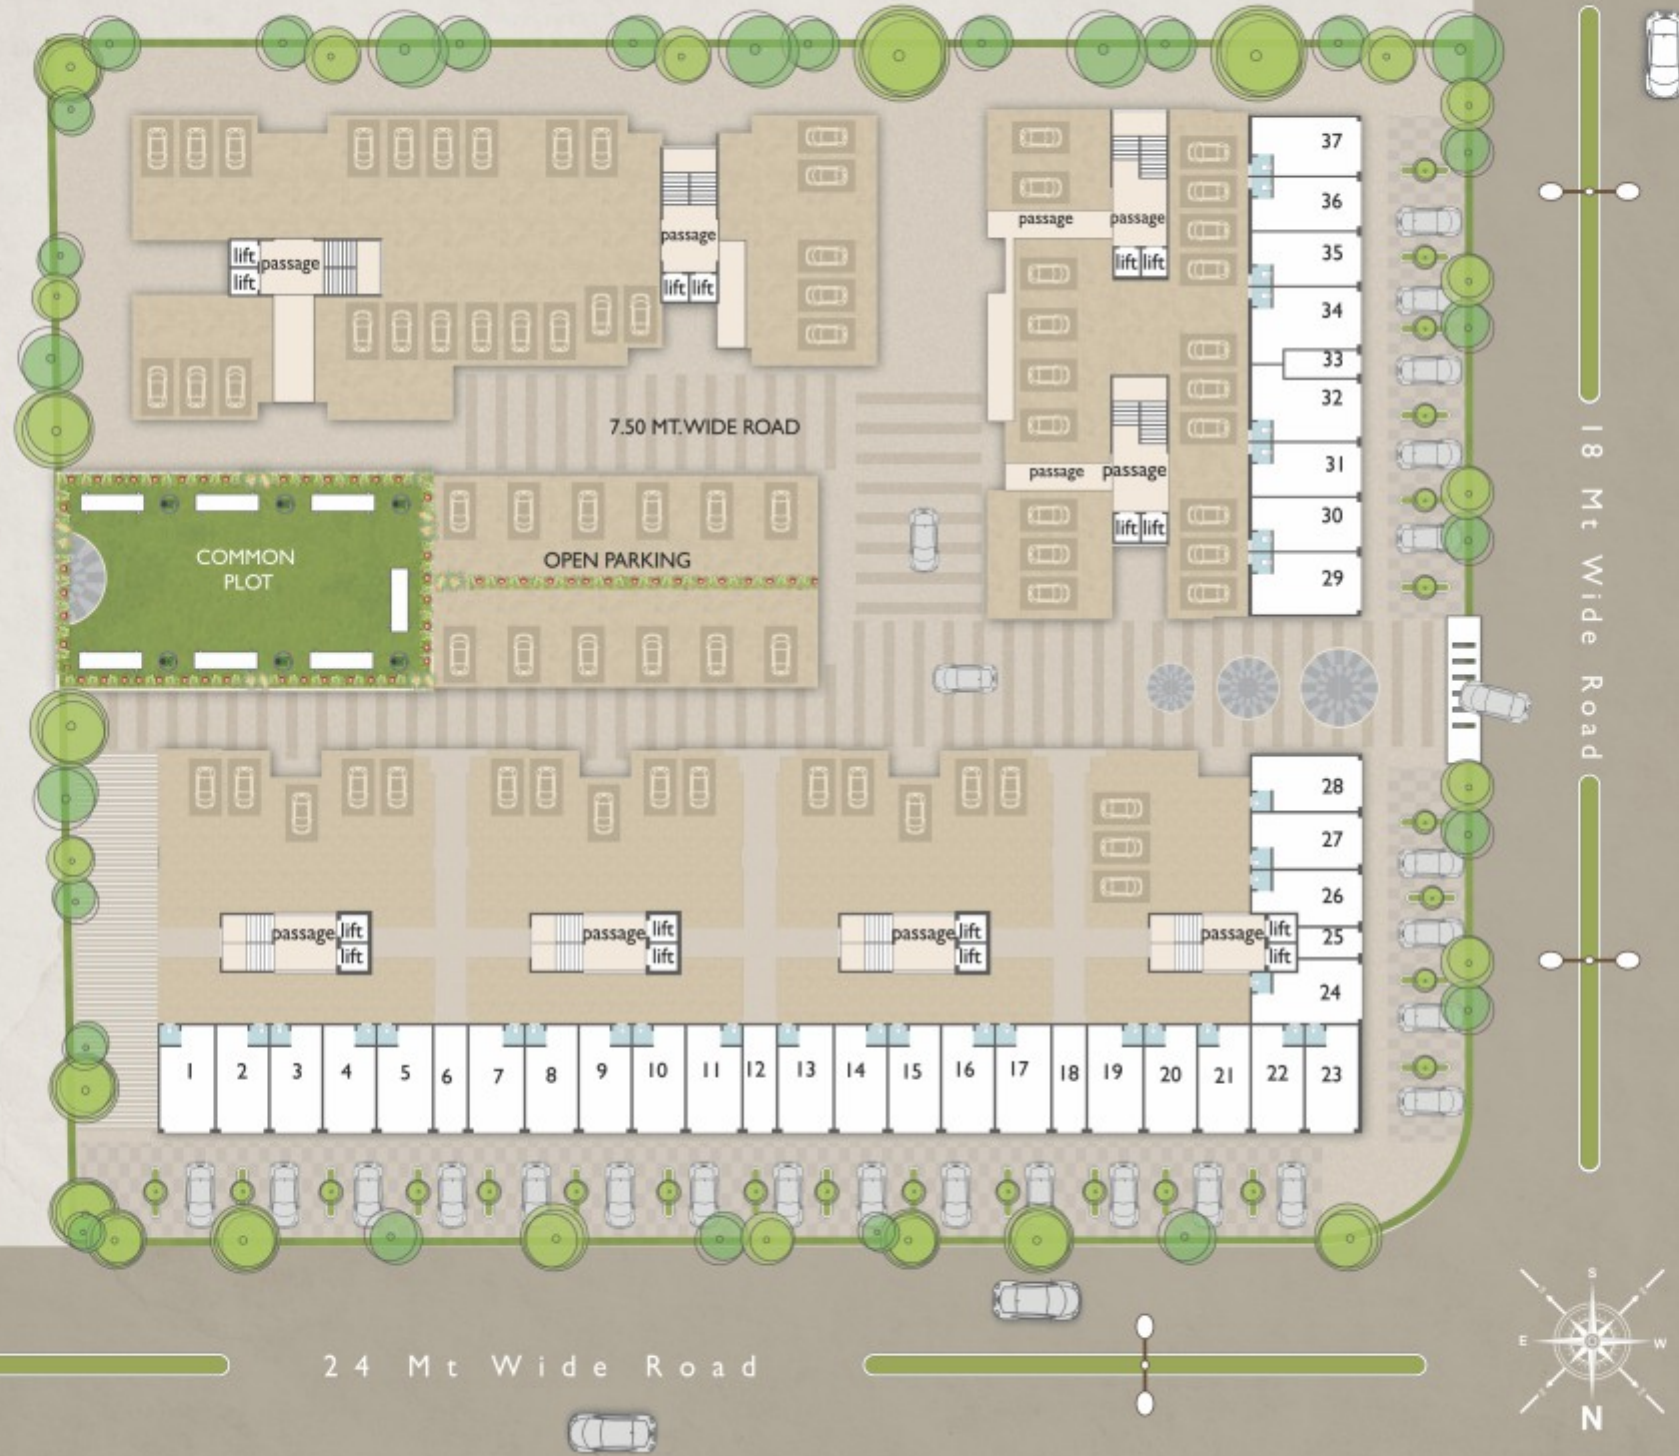 37
passage
passage
passage
36
lift
passage
lift
lift
lift
lift
lift
lift
35
34
33
32
7.50 MT.WIDE ROAD
passage
passage
31
lift
lift
30
29
COMMON
PLOT
OPEN PARKING
18 Mt Wide Road
28
27
26
25
24
passage
lift
lift
passage
lift
lift
passage
lift
lift
passage
lift
lift
1 2 3 4 5 6 7 8 9 10 11 12 13 14 15 16 17 18 19 20 21 22 23
24 Mt Wide Road
S
E W
N